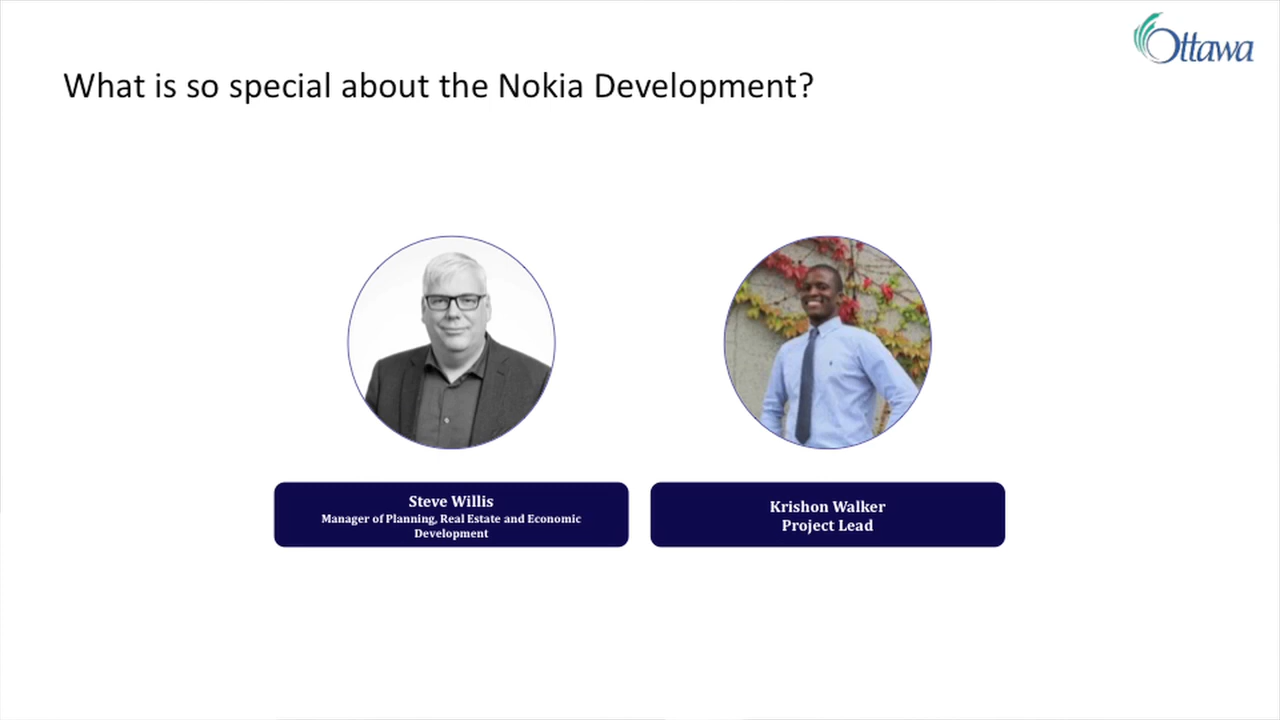 Ottawa
What is so special about the Nokia Development?
Steve Willis
Manager of Planning, Real Estate and Economic
Development
Krishon Walker
Project Lead